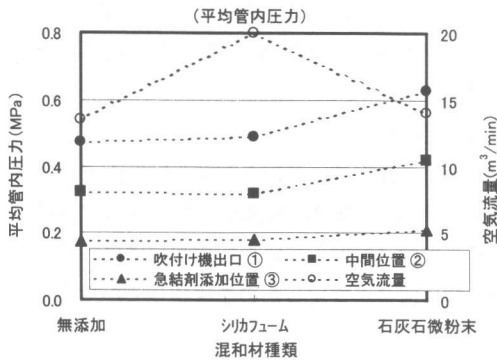 (平均管内圧力)
平均管内圧力(MPa)
0.8
0.6
0.4
0.2
0.0
20
15
10
5
0
空気流量(m³/min)
吹付け機出口 ① 中間位置 ②
急結剤添加位置 ③ 空気流量
無添加 シリカフューム 石灰石微粉末
混和材種類